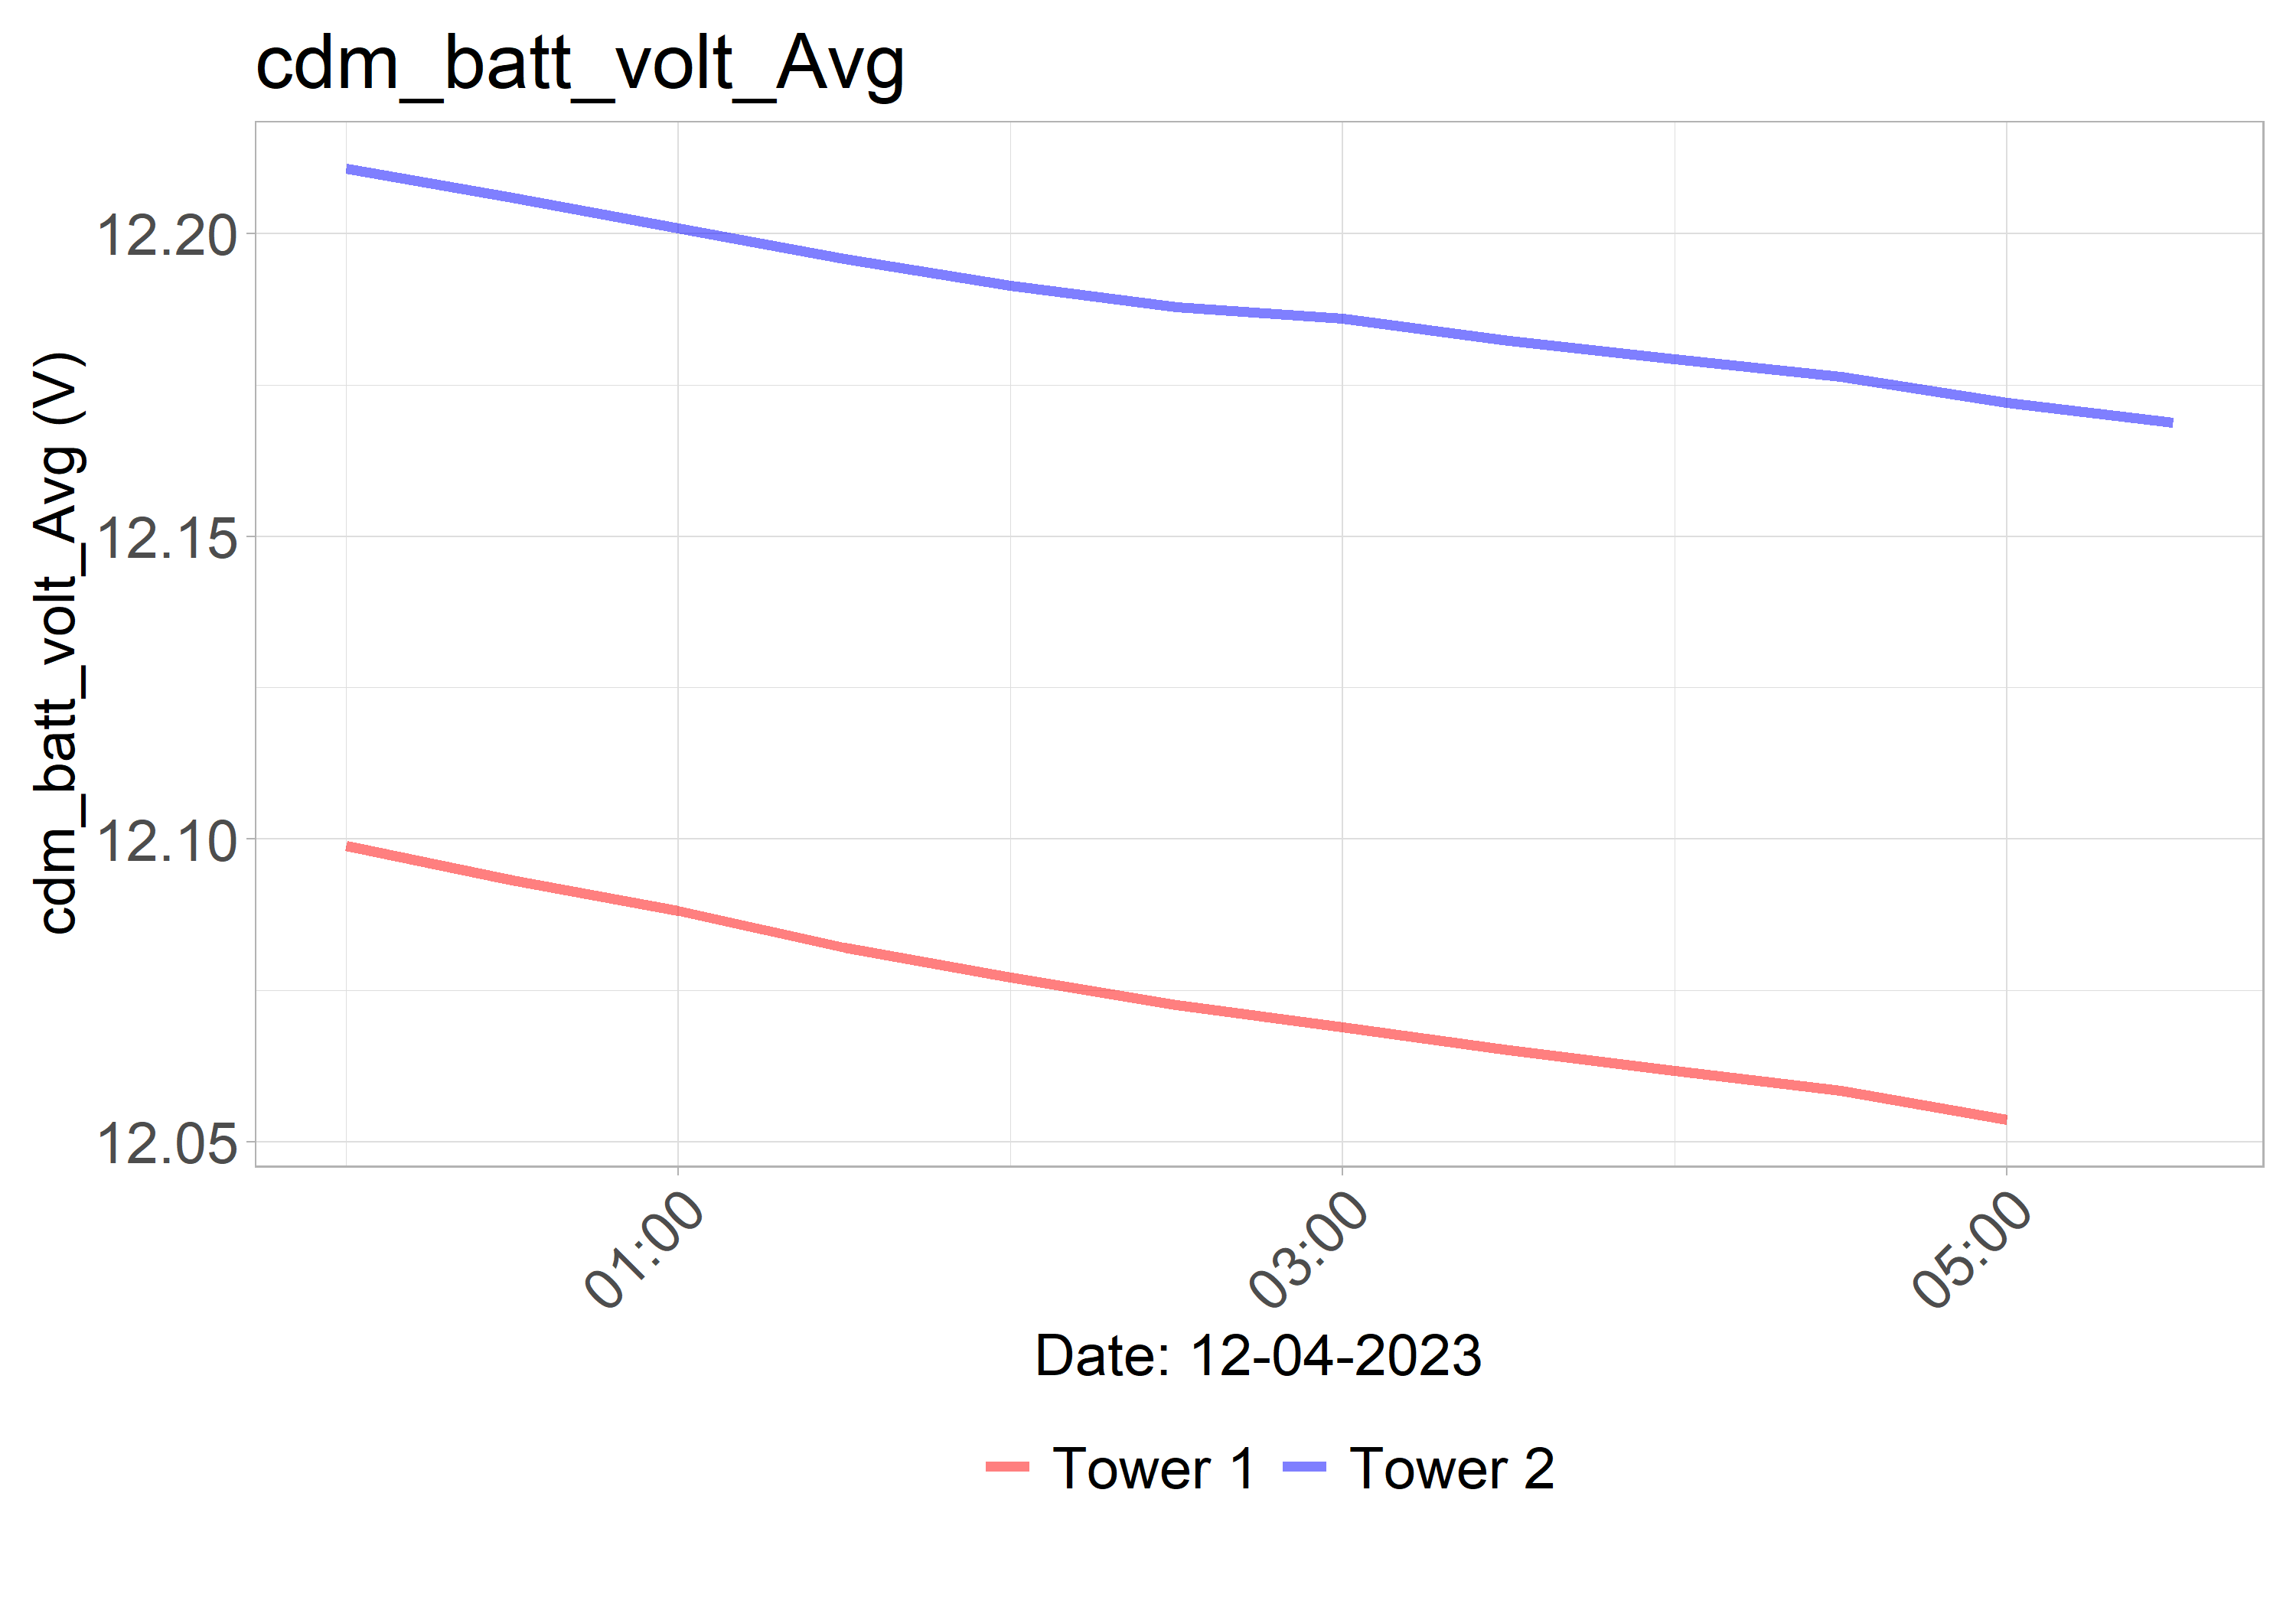 cdm_batt_volt_Avg
cdm_batt_volt_Avg (V)
12.20
12.15
12.10
12.05
01:00
03:00
05:00
Date: 12-04-2023
Tower 1
Tower 2